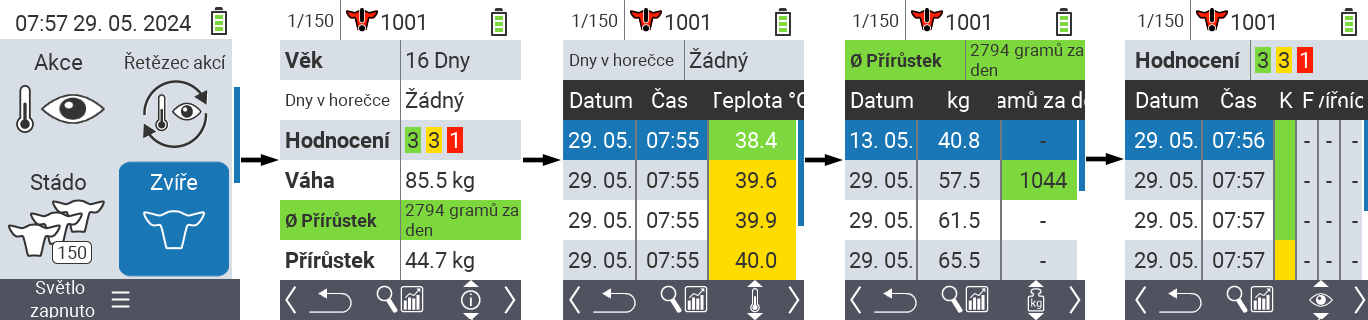 07:57 29. 05. 2024
Akce
Řetězec akcí
Stádo
Zvíře
150
Světlo
zapnuto
1/150
1001
Věk
16 Dny
Dny v horečce
Žádný
Hodnocení
3 3 1
Váha
85.5 kg
Ø Přírůstek
2794 gramů za
den
Přírůstek
44.7 kg
1/150
1001
Dny v horečce
Žádný
Datum Čas Teplota °C
29. 05. 07:55 38.4
29. 05. 07:55 39.6
29. 05. 07:55 39.9
29. 05. 07:55 40.0
1/150
1001
Ø Přírůstek
2794 gramů za
den
Datum kg amů za de
13. 05. 40.8 -
29. 05. 57.5 1044
29. 05. 61.5 -
29. 05. 65.5 -
kg
1/150
1001
Hodnocení
3 3 1
Datum Čas K F
29. 05. 07:56 - - -
29. 05. 07:57 - - -
29. 05. 07:57 - - -
29. 05. 07:57 - - -